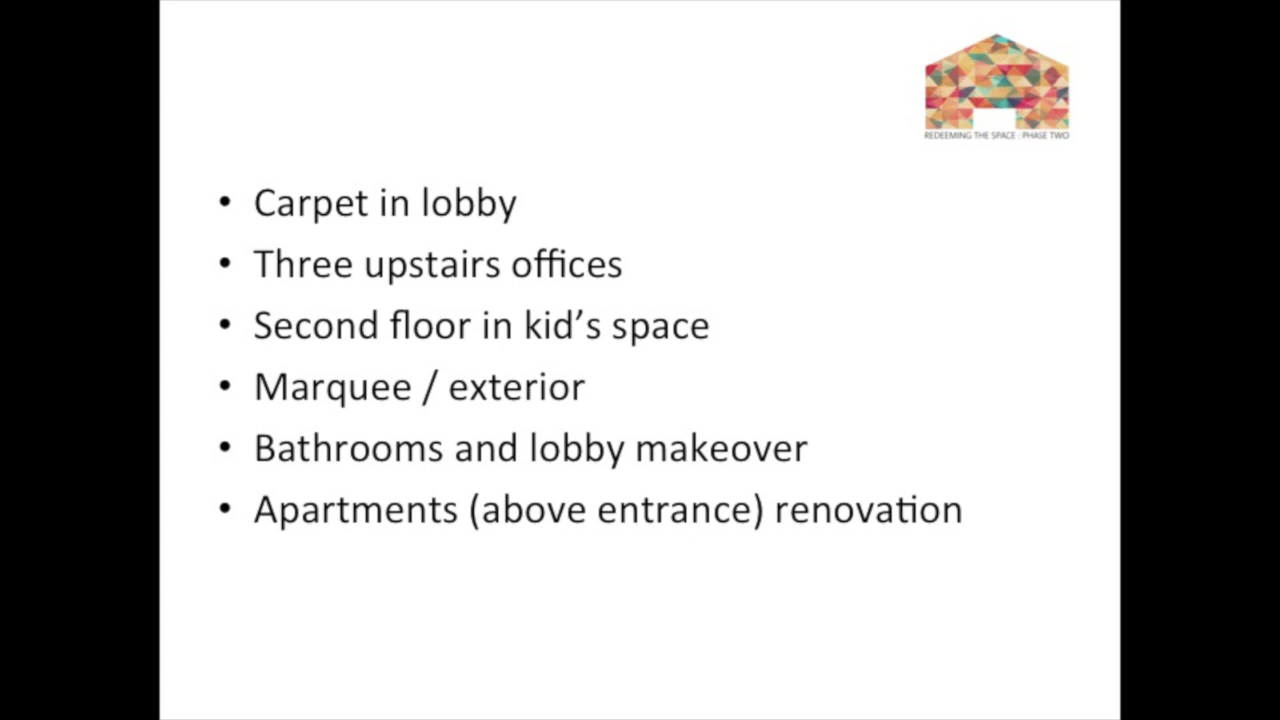 REDEEMING THE SPACE : PHASE TWO
• Carpet in lobby
• Three upstairs offices
• Second floor in kid’s space
• Marquee / exterior
• Bathrooms and lobby makeover
• Apartments (above entrance) renovation